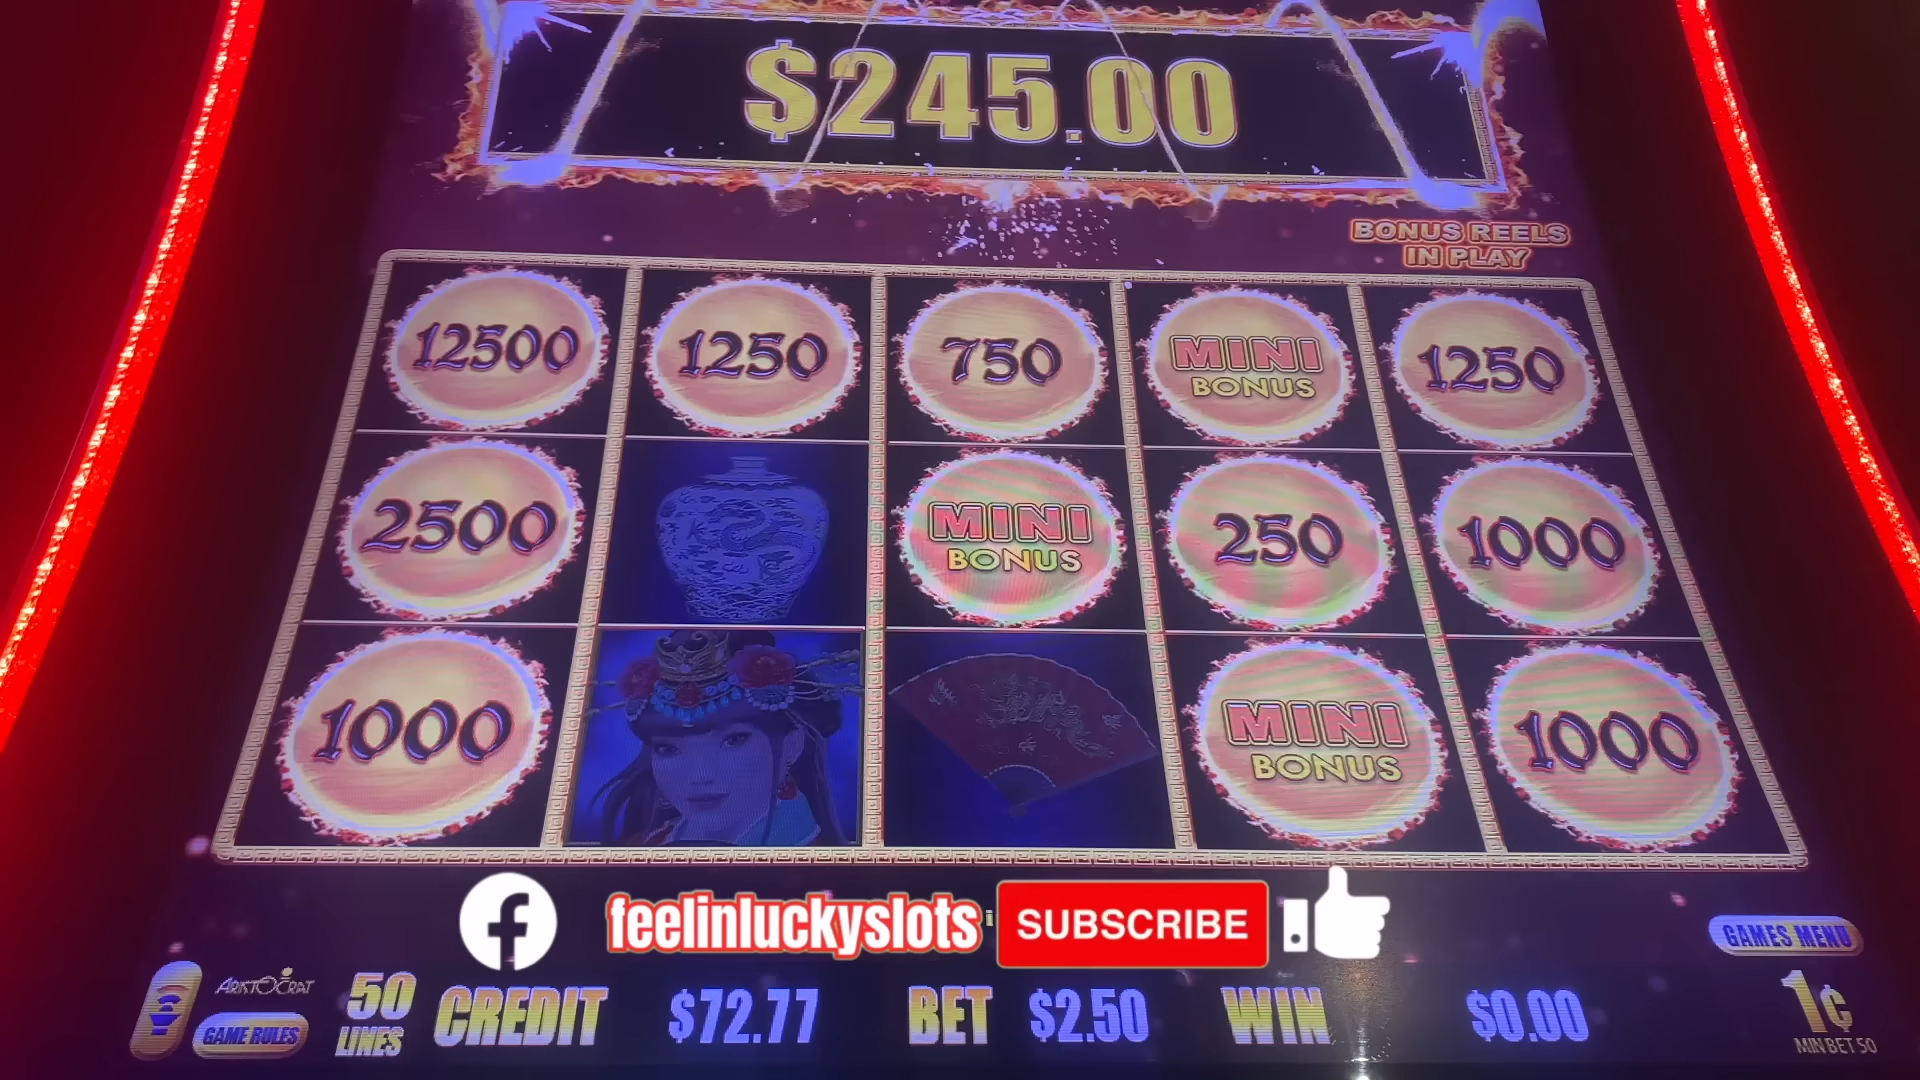 $245.00
BONUS REELS
IN PLAY
12500
1250
750
MINI
BONUS
1250
2500
MINI
BONUS
250
1000
1000
MINI
BONUS
1000
feelinluckyslots
SUBSCRIBE
GAMES MENU
ARISTOCRAT
GAME RULES
50
LINES
CREDIT $72.77
BET $2.50
WIN $0.00
1¢
MIN BET 50